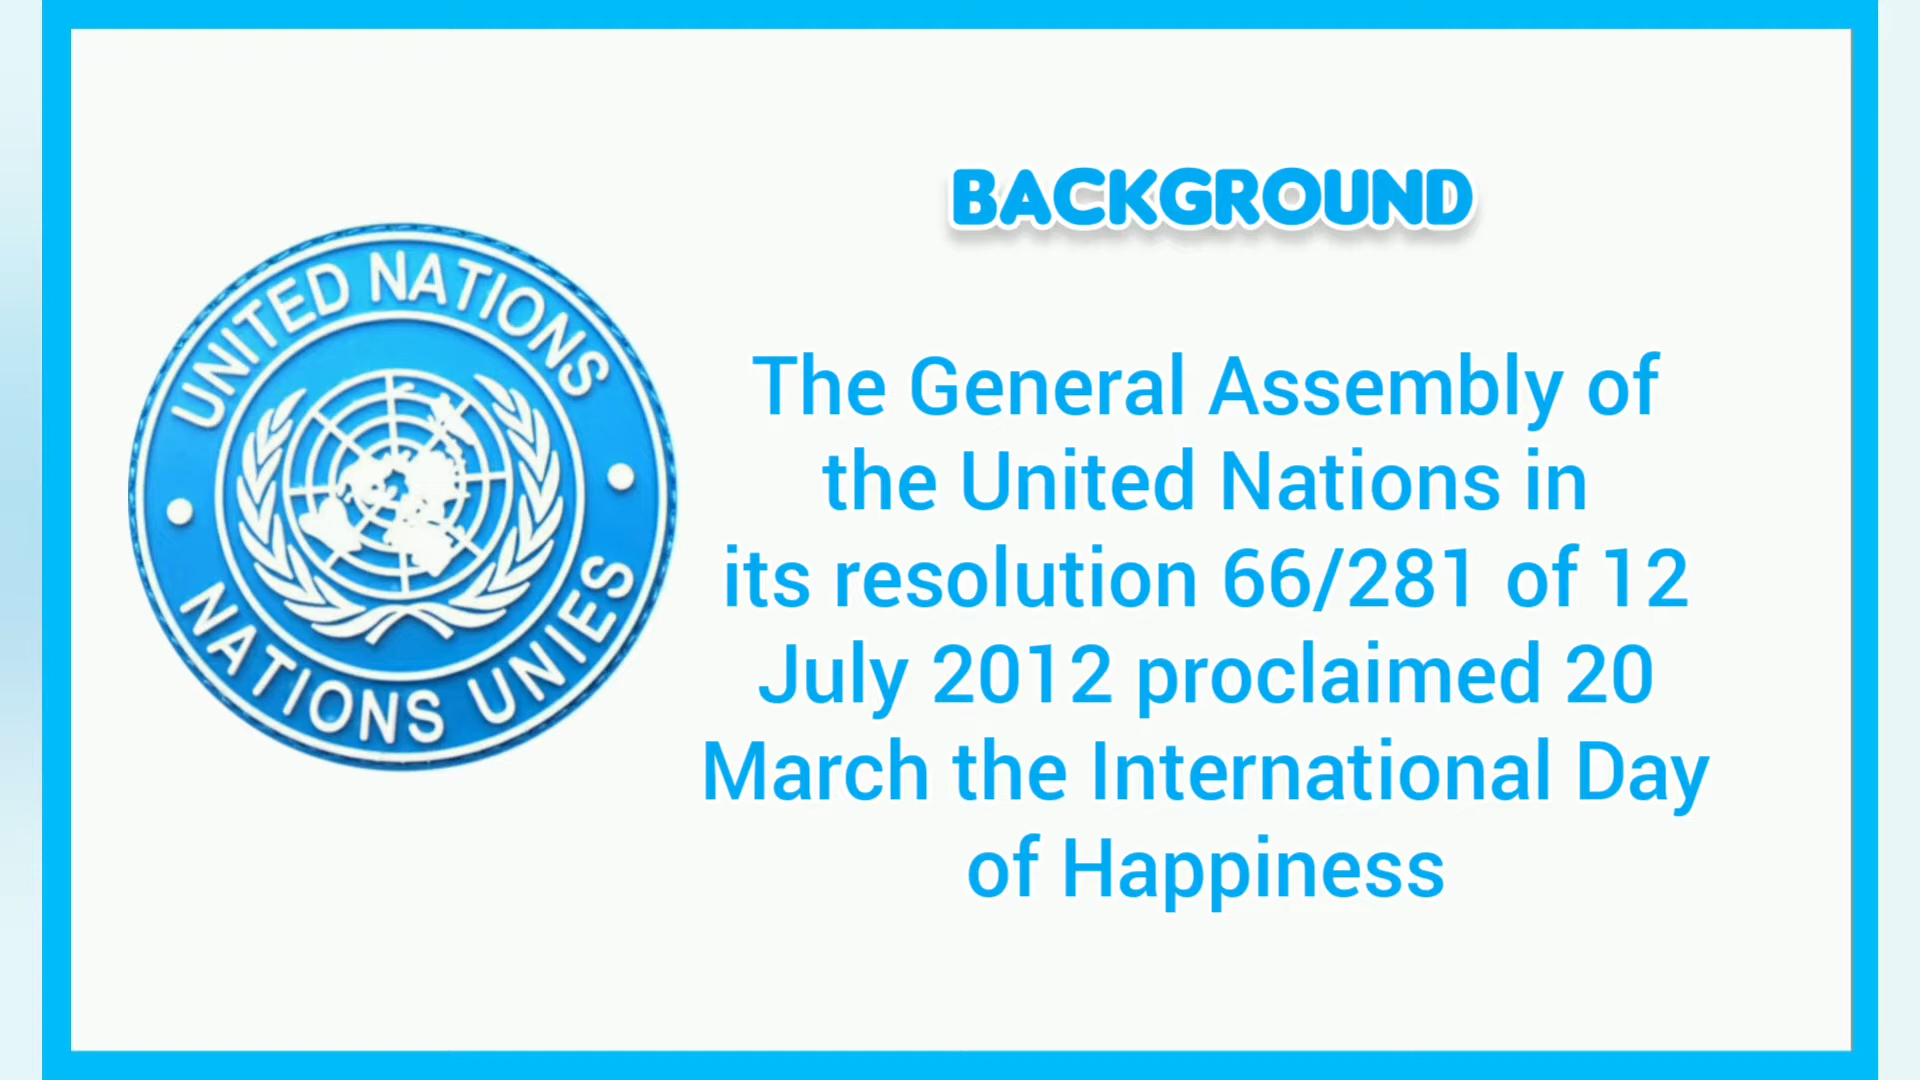 BACKGROUND
UNITED NATIONS
NATIONS UNIES
The General Assembly of
the United Nations in
its resolution 66/281 of 12
July 2012 proclaimed 20
March the International Day
of Happiness